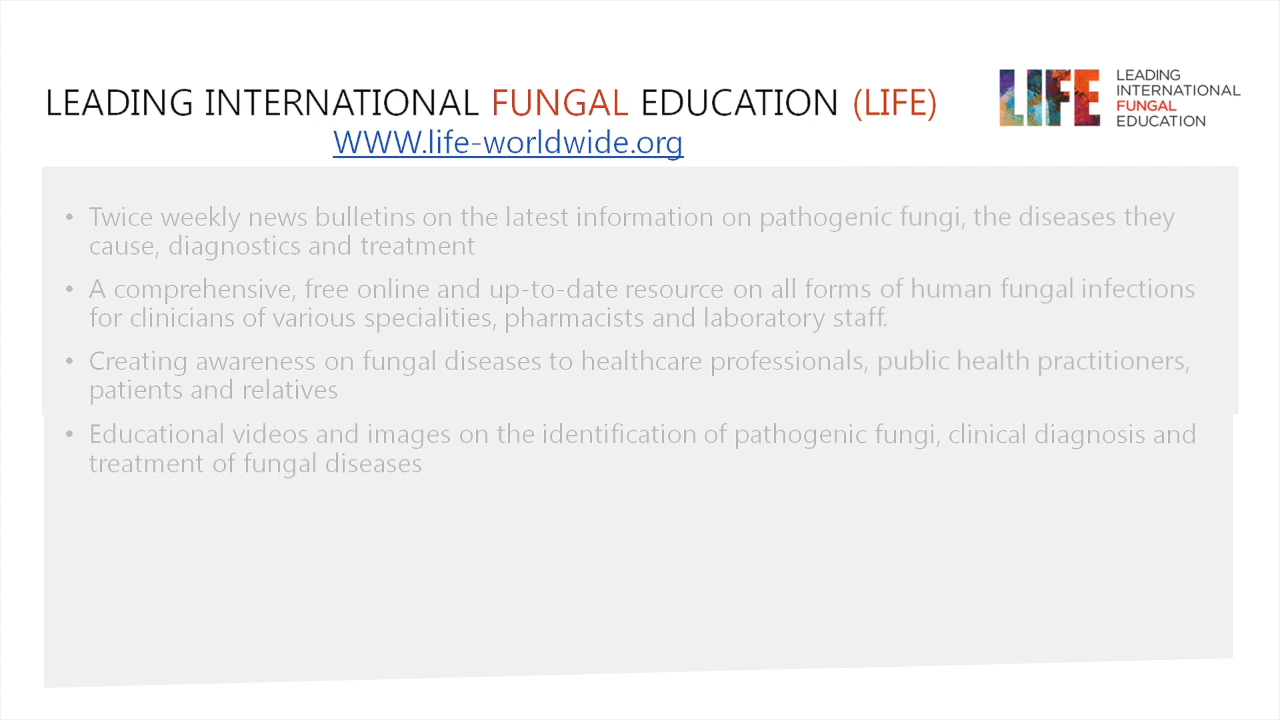 LEADING INTERNATIONAL FUNGAL EDUCATION (LIFE)
WWW.life-worldwide.org
LIFE
LEADING
INTERNATIONAL
FUNGAL
EDUCATION
• Twice weekly news bulletins on the latest information on pathogenic fungi, the diseases they
cause, diagnostics and treatment
• A comprehensive, free online and up-to-date resource on all forms of human fungal infections
for clinicians of various specialities, pharmacists and laboratory staff.
• Creating awareness on fungal diseases to healthcare professionals, public health practitioners,
patients and relatives
• Educational videos and images on the identification of pathogenic fungi, clinical diagnosis and
treatment of fungal diseases